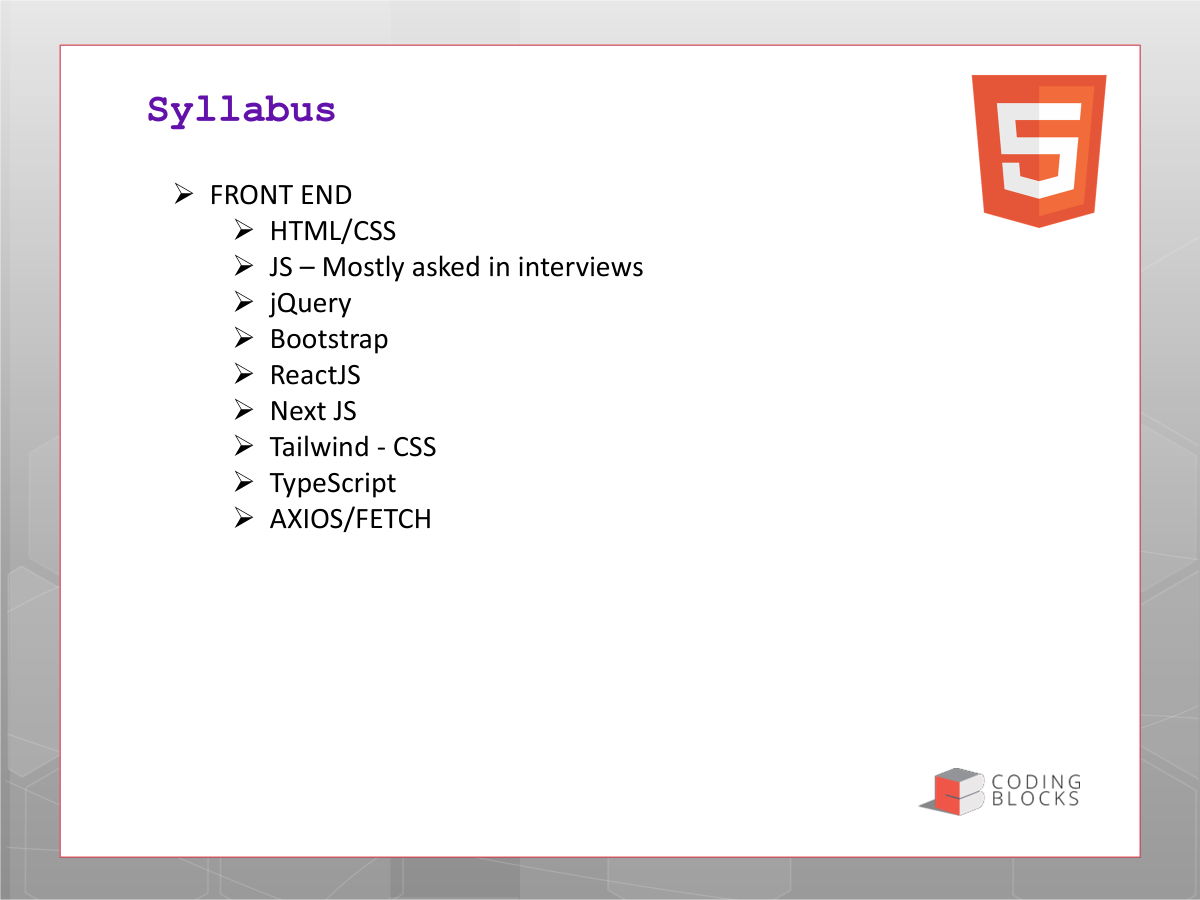 Syllabus
FRONT END
HTML/CSS
JS – Mostly asked in interviews
jQuery
Bootstrap
ReactJS
Next JS
Tailwind - CSS
TypeScript
AXIOS/FETCH
5
CODING
BLOCKS